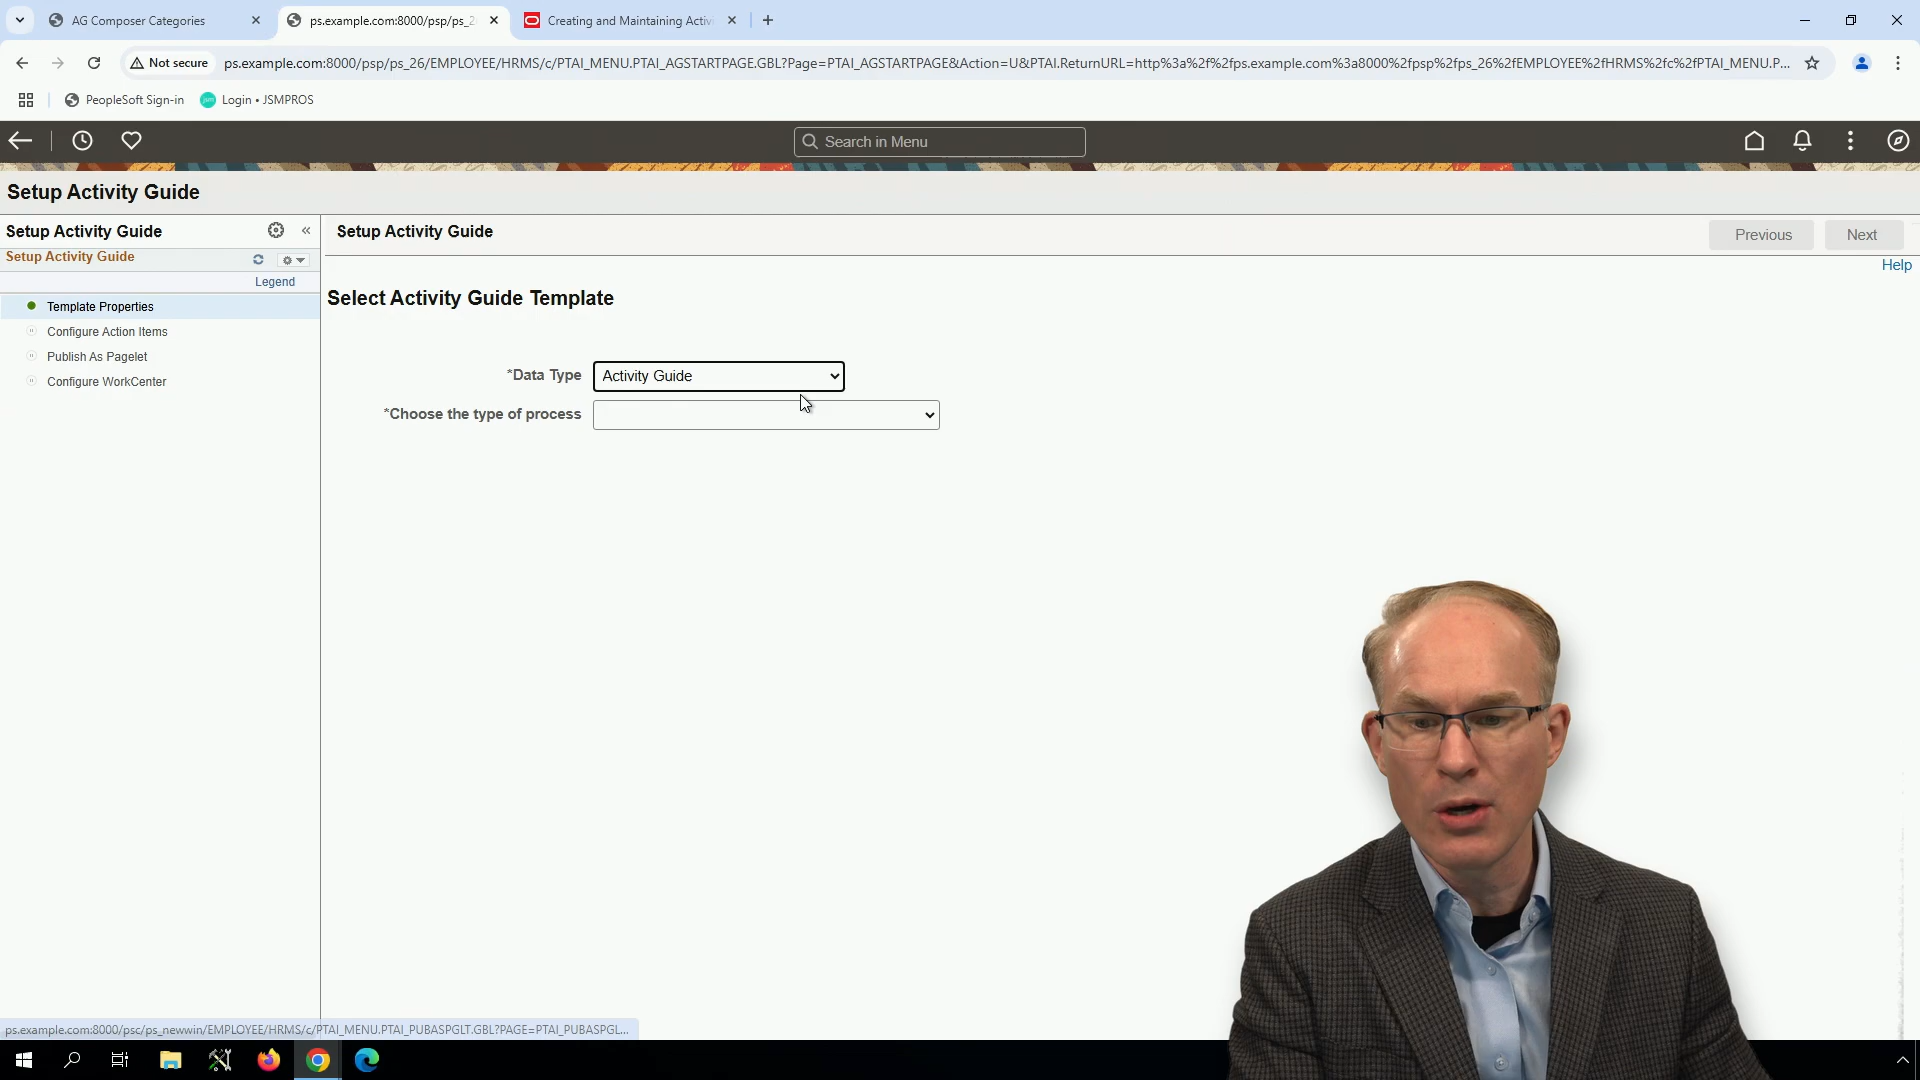 AG Composer Categories
ps.example.com:8000/psp/ps_2
Creating and Maintaining Activi
Not secure
ps.example.com:8000/psp/ps_26/EMPLOYEE/HRMS/c/PTAI_MENU.PTAI_AGSTARTPAGE.GBL?Page=PTAI_AGSTARTPAGE&Action=U&PTAI.ReturnURL=http%3a%2f%2fps.example.com%3a8000%2fpsp%2fps_26%2fEMPLOYEE%2fHRMS%2fc%2fPTAI_MENU.P...
PeopleSoft Sign-in
Login • JSMPROS
Search in Menu
Setup Activity Guide
Setup Activity Guide
Setup Activity Guide
Previous
Next
Setup Activity Guide
Help
Legend
Template Properties
Select Activity Guide Template
Configure Action Items
Publish As Pagelet
Configure WorkCenter
*Data Type
Activity Guide
*Choose the type of process
ps.example.com:8000/psc/ps_newwin/EMPLOYEE/HRMS/c/PTAI_MENU.PTAI_PUBASPGLT.GBL?PAGE=PTAI_PUBASPGL...